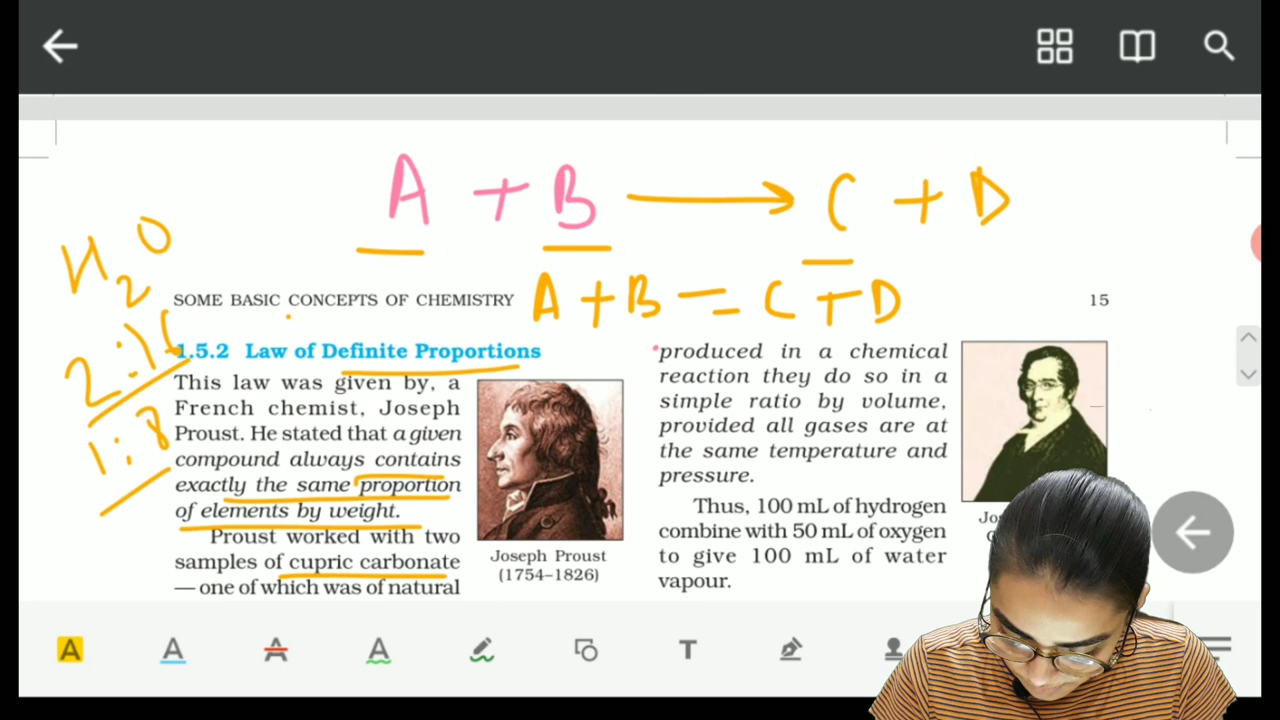 A + B → C + D
H2O
SOME BASIC CONCEPTS OF CHEMISTRY
A + B = C + D
15
2:16
1:8
1.5.2 Law of Definite Proportions
This law was given by, a
French chemist, Joseph
Proust. He stated that a given
compound always contains
exactly the same proportion
of elements by weight.
Proust worked with two
samples of cupric carbonate
— one of which was of natural
Joseph Proust
(1754–1826)
produced in a chemical
reaction they do so in a
simple ratio by volume,
provided all gases are at
the same temperature and
pressure.
Thus, 100 mL of hydrogen
combine with 50 mL of oxygen
to give 100 mL of water
vapour.
A A A A T